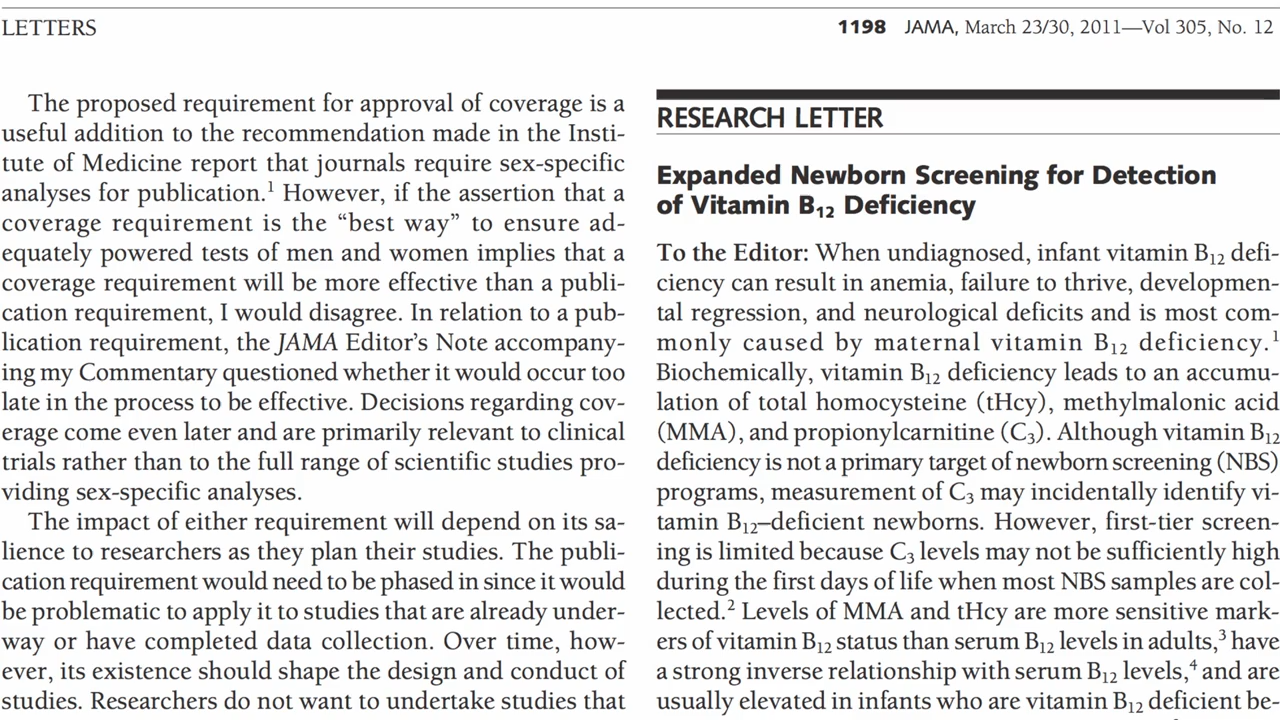 LETTERS
1198 JAMA, March 23/30, 2011—Vol 305, No. 12
The proposed requirement for approval of coverage is a
useful addition to the recommendation made in the Insti-
tute of Medicine report that journals require sex-specific
analyses for publication.¹ However, if the assertion that a
coverage requirement is the “best way” to ensure ad-
equately powered tests of men and women implies that a
coverage requirement will be more effective than a publi-
cation requirement, I would disagree. In relation to a pub-
lication requirement, the JAMA Editor’s Note accompany-
ing my Commentary questioned whether it would occur too
late in the process to be effective. Decisions regarding cov-
erage come even later and are primarily relevant to clinical
trials rather than to the full range of scientific studies pro-
viding sex-specific analyses.
The impact of either requirement will depend on its sa-
lience to researchers as they plan their studies. The publi-
cation requirement would need to be phased in since it would
be problematic to apply it to studies that are already under-
way or have completed data collection. Over time, how-
ever, its existence should shape the design and conduct of
studies. Researchers do not want to undertake studies that
RESEARCH LETTER
Expanded Newborn Screening for Detection
of Vitamin B₁₂ Deficiency
To the Editor: When undiagnosed, infant vitamin B₁₂ defi-
ciency can result in anemia, failure to thrive, developmen-
tal regression, and neurological deficits and is most com-
monly caused by maternal vitamin B₁₂ deficiency.¹
Biochemically, vitamin B₁₂ deficiency leads to an accumu-
lation of total homocysteine (tHcy), methylmalonic acid
(MMA), and propionylcarnitine (C₃). Although vitamin B₁₂
deficiency is not a primary target of newborn screening (NBS)
programs, measurement of C₃ may incidentally identify vi-
tamin B₁₂–deficient newborns. However, first-tier screen-
ing is limited because C₃ levels may not be sufficiently high
during the first days of life when most NBS samples are col-
lected.² Levels of MMA and tHcy are more sensitive mark-
ers of vitamin B₁₂ status than serum B₁₂ levels in adults,³ have
a strong inverse relationship with serum B₁₂ levels,⁴ and are
usually elevated in infants who are vitamin B₁₂ deficient be-